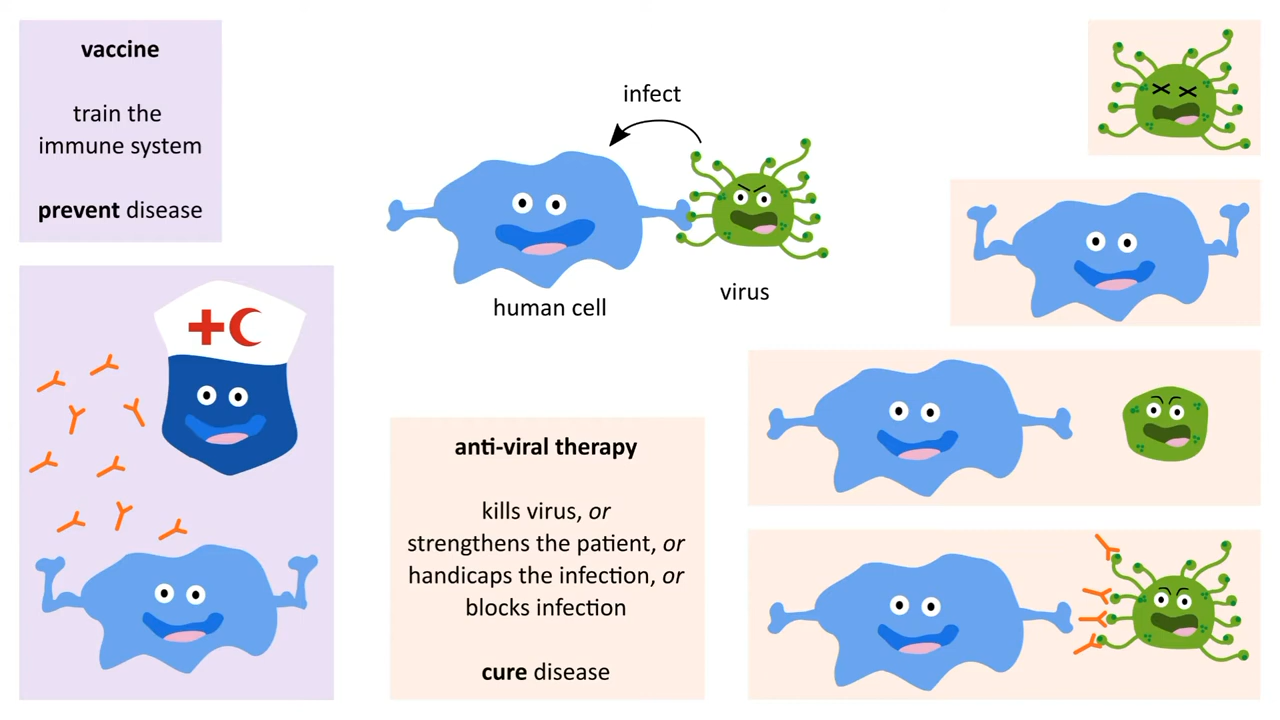 vaccine
train the
immune system
prevent disease
infect
human cell
virus
anti-viral therapy
kills virus, or
strengthens the patient, or
handicaps the infection, or
blocks infection
cure disease